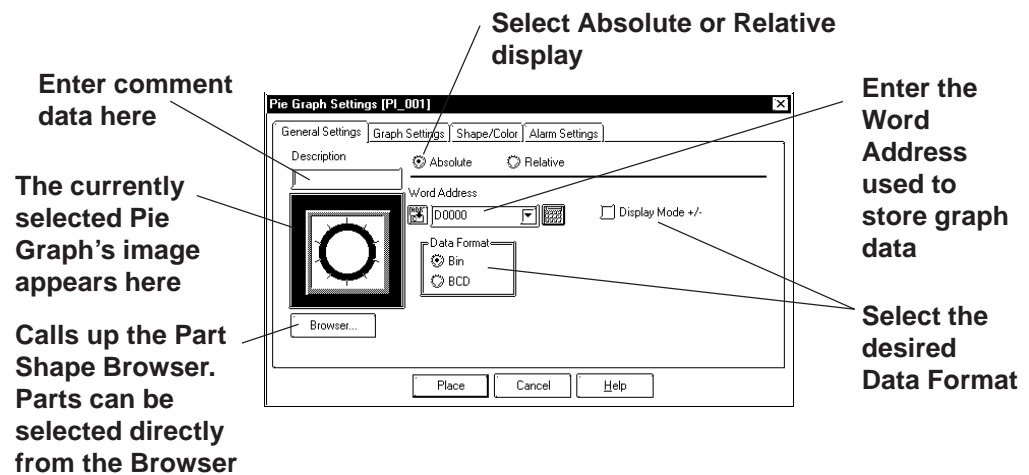 Select Absolute or Relative
display
Enter comment
data here
Enter the
Word
Address
used to
store graph
data
The currently
selected Pie
Graph's image
appears here
Calls up the Part
Shape Browser.
Parts can be
selected directly
from the Browser
Select the
desired
Data Format
Pie Graph Settings [PI_001]
General Settings Graph Settings Shape/Color Alarm Settings
Description
Absolute Relative
Word Address
D0000
Display Mode +/-
Data Format
Bin
BCD
Browser...
Place Cancel Help